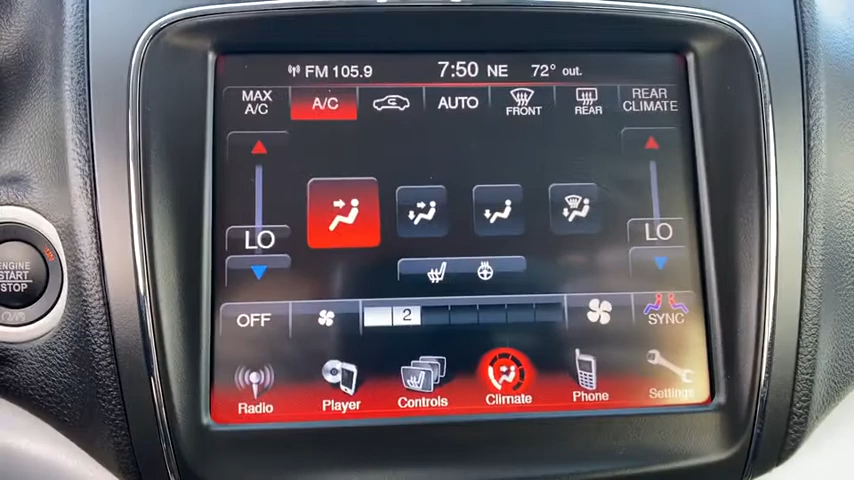 FM 105.9 7:50 NE 72° out.
MAX A/C A/C AUTO FRONT REAR REAR CLIMATE
LO LO
OFF 2 SYNC
Radio Player Controls Climate Phone Settings
ENGINE
START
STOP